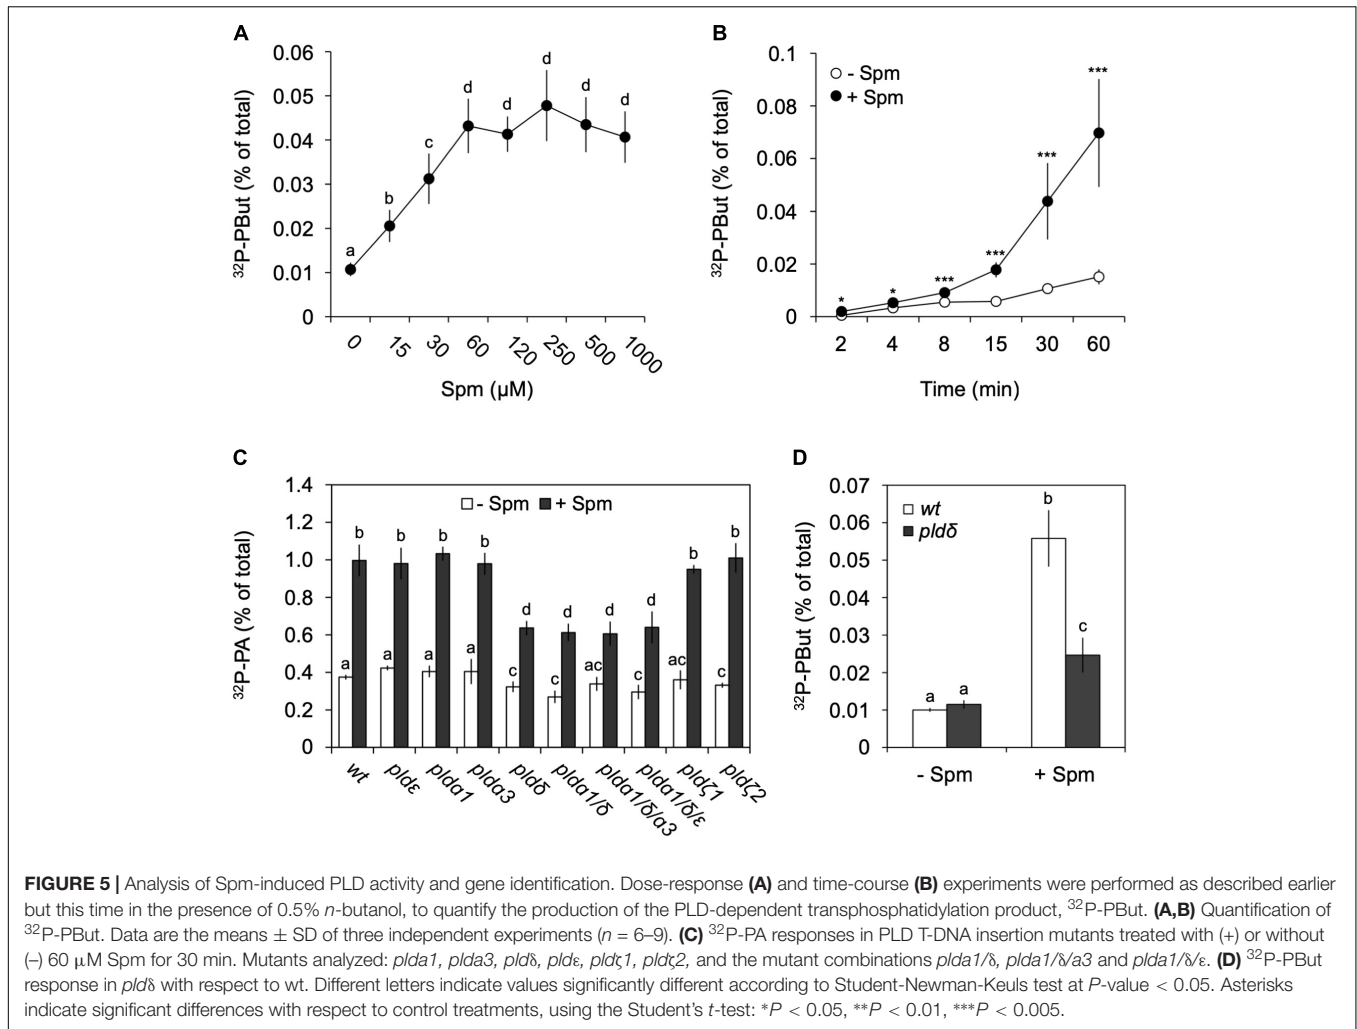 A
0.06
0.05
0.04
0.03
0.02
0.01
0
³²P-PBut (% of total)
a
b
c
d
d
d
d
d
0
15
30
60
120
250
500
1000
Spm (µM)
B
0.1
0.08
0.06
0.04
0.02
0
³²P-PBut (% of total)
- Spm
+ Spm
*
*
***
***
***
***
2
4
8
15
30
60
Time (min)
C
1.4
1.2
1.0
0.8
0.6
0.4
0.2
0
³²P-PA (% of total)
- Spm
+ Spm
a
b
a
b
a
b
a
b
c
d
c
d
ac
d
c
d
ac
b
c
b
wt
pldε
plda1
plda3
pldδ
plda1/δ
plda1/δ/a3
plda1/δ/ε
pldζ1
pldζ2
D
0.07
0.06
0.05
0.04
0.03
0.02
0.01
0
³²P-PBut (% of total)
wt
pldδ
a
a
b
c
- Spm
+ Spm
FIGURE 5 | Analysis of Spm-induced PLD activity and gene identification. Dose-response (A) and time-course (B) experiments were performed as described earlier
but this time in the presence of 0.5% n-butanol, to quantify the production of the PLD-dependent transphosphatidylation product, ³²P-PBut. (A,B) Quantification of
³²P-PBut. Data are the means ± SD of three independent experiments (n = 6–9). (C) ³²P-PA responses in PLD T-DNA insertion mutants treated with (+) or without
(–) 60 μM Spm for 30 min. Mutants analyzed: plda1, plda3, pldδ, pldε, pldζ1, pldζ2, and the mutant combinations plda1/δ, plda1/δ/a3 and plda1/δ/ε. (D) ³²P-PBut
response in pldδ with respect to wt. Different letters indicate values significantly different according to Student-Newman-Keuls test at P-value < 0.05. Asterisks
indicate significant differences with respect to control treatments, using the Student's t-test: *P < 0.05, **P < 0.01, ***P < 0.005.